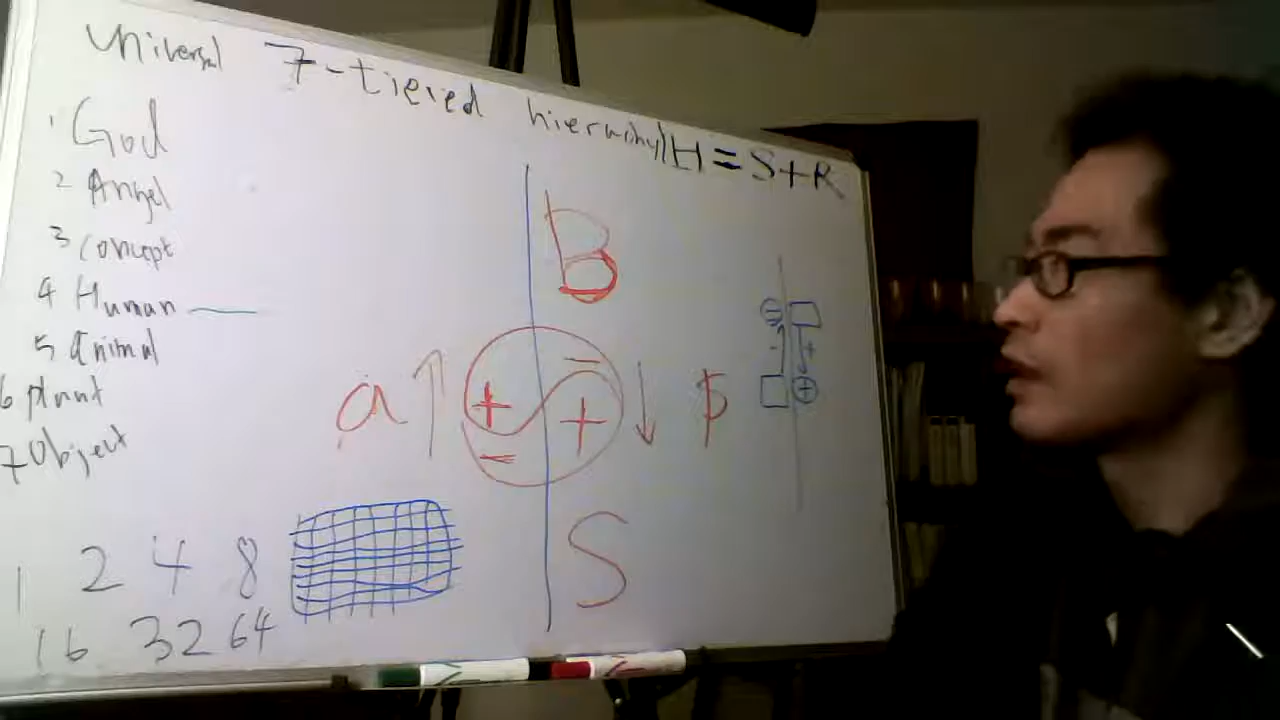 Universal 7-tiered hierarchy H=S+R
1 God
2 Angel
3 Concept
4 Human
5 Animal
6 Plant
7 Object
1 2 4 8
16 32 64
B
a ↑ + − + − ↓ $
S
− +
− +